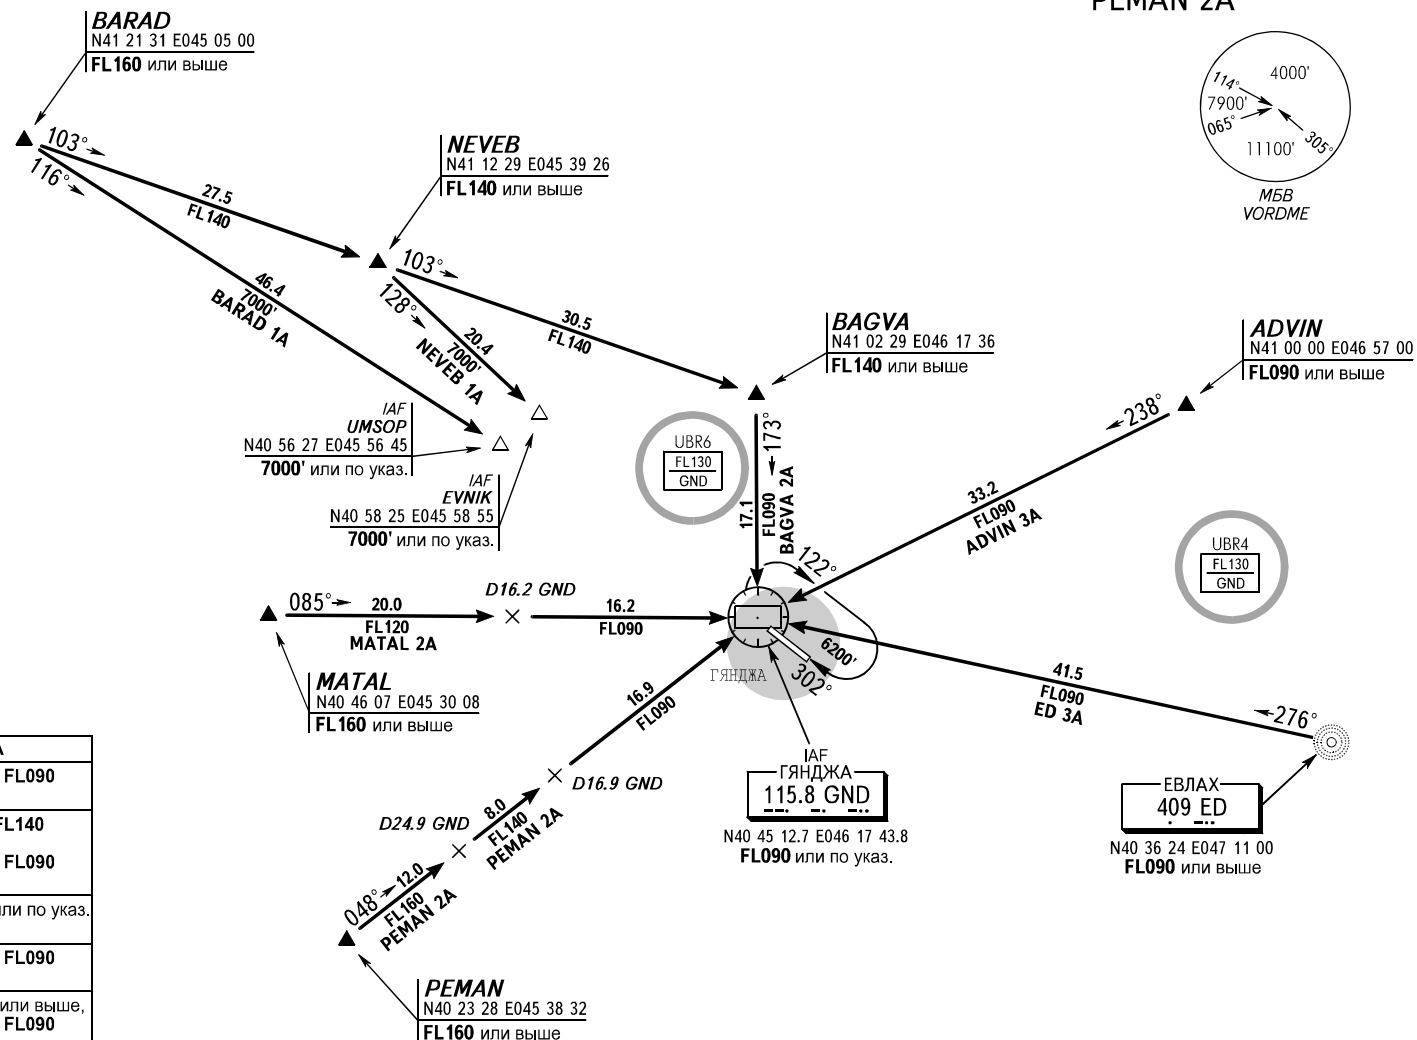 PEMAN 2A
BARAD
N41 21 31 E045 05 00
FL160 или выше
114°
4000'
7900'
065°
305°
11100'
МБВ
VORDME
103°
116°
27.5
FL140
NEVEB
N41 12 29 E045 39 26
FL140 или выше
46.4
7000'
BARAD 1A
103°
128°
20.4
7000'
NEVEB 1A
30.5
FL140
BAGVA
N41 02 29 E046 17 36
FL140 или выше
ADVIN
N41 00 00 E046 57 00
FL090 или выше
IAF
UMSOP
N40 56 27 E045 56 45
7000' или по указ.
IAF
EVNIK
N40 58 25 E045 58 55
7000' или по указ.
UBR6
FL130
GND
173°
17.1
FL090
BAGVA 2A
238°
33.2
FL090
ADVIN 3A
UBR4
FL130
GND
122°
085°
20.0
FL120
MATAL 2A
D16.2 GND
16.2
FL090
MATAL
N40 46 07 E045 30 08
FL160 или выше
6200'
302°
ГЯНДЖА
16.9
FL090
41.5
FL090
ED 3A
276°
D16.9 GND
IAF
ГЯНДЖА
115.8 GND
N40 45 12.7 E046 17 43.8
FL090 или по указ.
ЕВЛАХ
409 ED
N40 36 24 E047 11 00
FL090 или выше
D24.9 GND
8.0
FL140
PEMAN 2A
048°
12.0
FL160
PEMAN 2A
PEMAN
N40 23 28 E045 38 32
FL160 или выше
A
FL090
FL140
FL090
или по указ.
FL090
или выше,
FL090